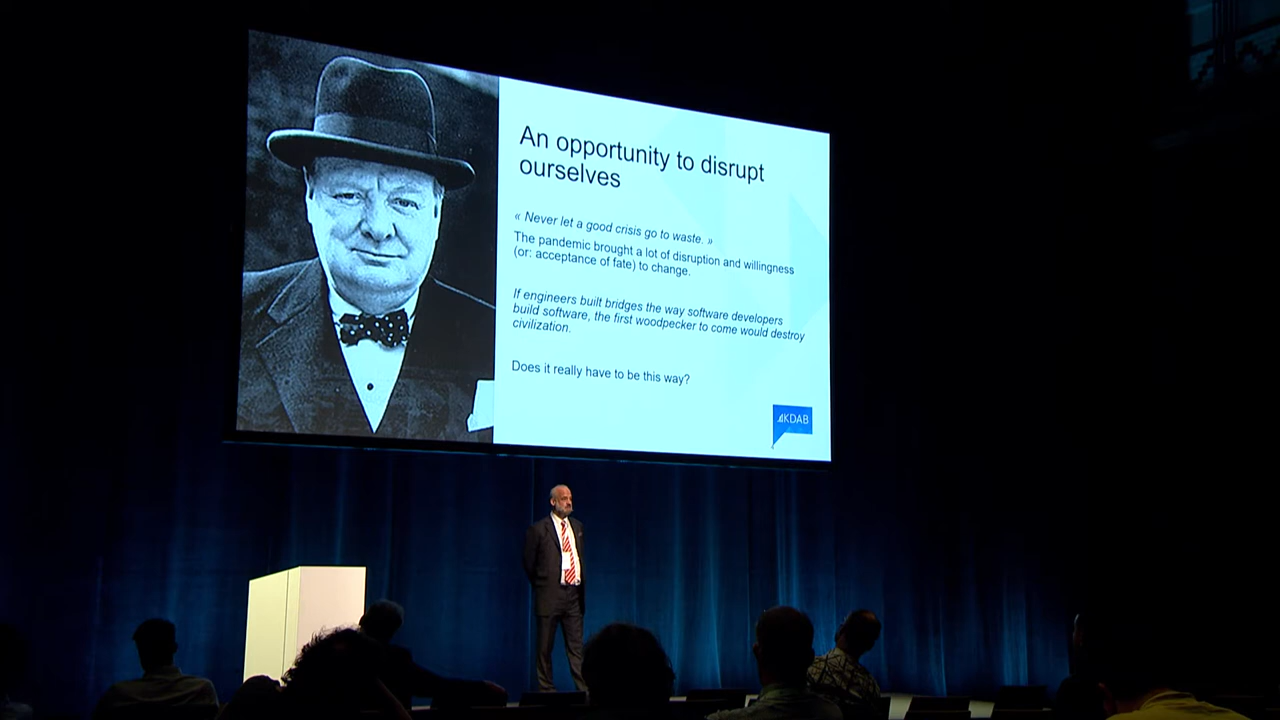 An opportunity to disrupt
ourselves
« Never let a good crisis go to waste. »
The pandemic brought a lot of disruption and willingness
(or: acceptance of fate) to change.
If engineers built bridges the way software developers
build software, the first woodpecker to come would destroy
civilization.
Does it really have to be this way?
KDAB